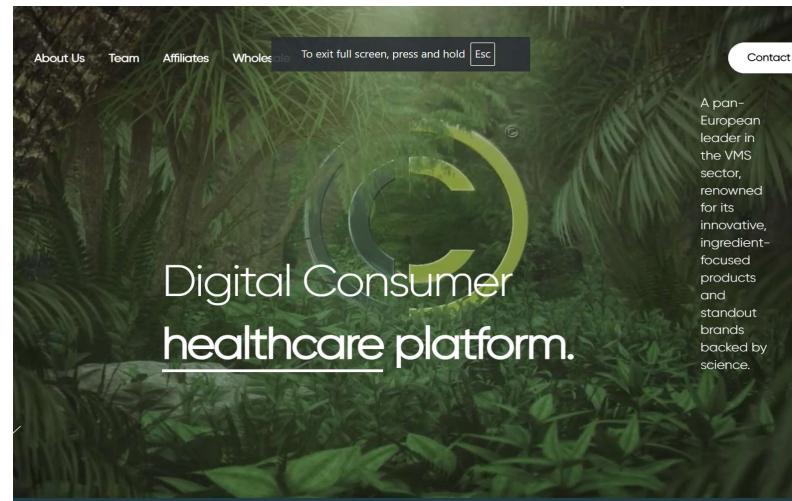 About Us Team Affiliates Wholesale
To exit full screen, press and hold Esc
Contact
A pan-
European
leader in
the VMS
sector,
renowned
for its
innovative,
ingredient-
focused
products
and
standout
brands
backed by
science.
Digital Consumer
healthcare platform.